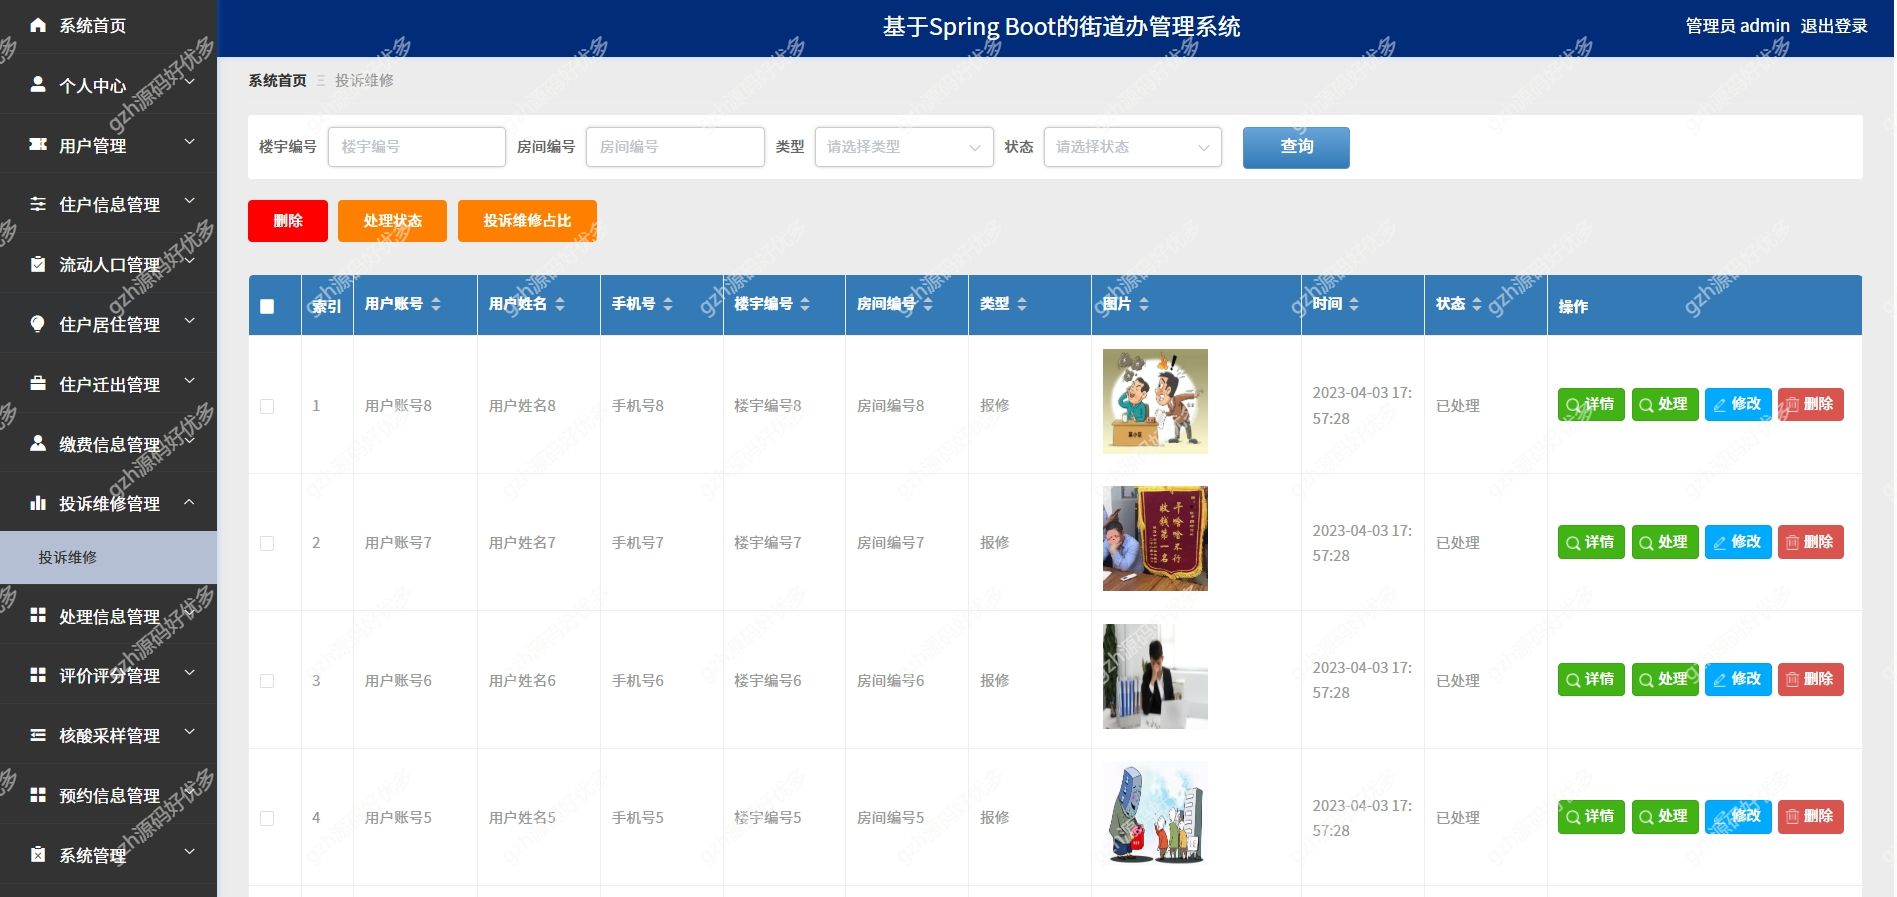 系统首页
个人中心
用户管理
住户信息管理
流动人口管理
住户居住管理
住户迁出管理
缴费信息管理
投诉维修管理
投诉维修
处理信息管理
评价评分管理
核酸采样管理
预约信息管理
系统管理
基于Spring Boot的街道办管理系统
管理员 admin 退出登录
系统首页 投诉维修
楼宇编号 楼宇编号 房间编号 房间编号 类型 请选择类型 状态 请选择状态 查询
删除 处理状态 投诉维修占比
索引 用户账号 用户姓名 手机号 楼宇编号 房间编号 类型 图片 时间 状态 操作
1 用户账号8 用户姓名8 手机号8 楼宇编号8 房间编号8 报修 2023-04-03 17:57:28 已处理 详情 处理 修改 删除
2 用户账号7 用户姓名7 手机号7 楼宇编号7 房间编号7 报修 2023-04-03 17:57:28 已处理 详情 处理 修改 删除
干啥啥不行
收钱第一名
3 用户账号6 用户姓名6 手机号6 楼宇编号6 房间编号6 报修 2023-04-03 17:57:28 已处理 详情 处理 修改 删除
4 用户账号5 用户姓名5 手机号5 楼宇编号5 房间编号5 报修 2023-04-03 17:57:28 已处理 详情 处理 修改 删除
gzh源码好优多